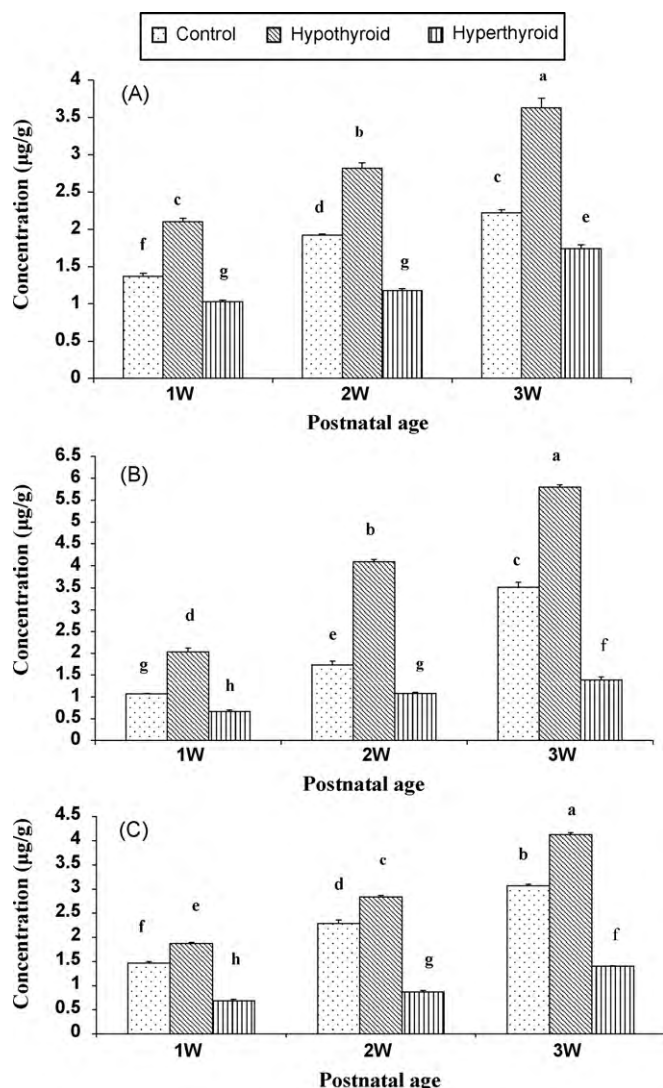 Control Hypothyroid Hyperthyroid
(A)
Concentration (µg/g)
4
3.5
3
2.5
2
1.5
1
0.5
0
f c g
d b g
c a e
1W 2W 3W
Postnatal age
(B)
Concentration (µg/g)
6.5
6
5.5
5
4.5
4
3.5
3
2.5
2
1.5
1
0.5
0
g d h
e b g
c a f
1W 2W 3W
Postnatal age
(C)
Concentration (µg/g)
4.5
4
3.5
3
2.5
2
1.5
1
0.5
0
f e h
d c g
b a f
1W 2W 3W
Postnatal age